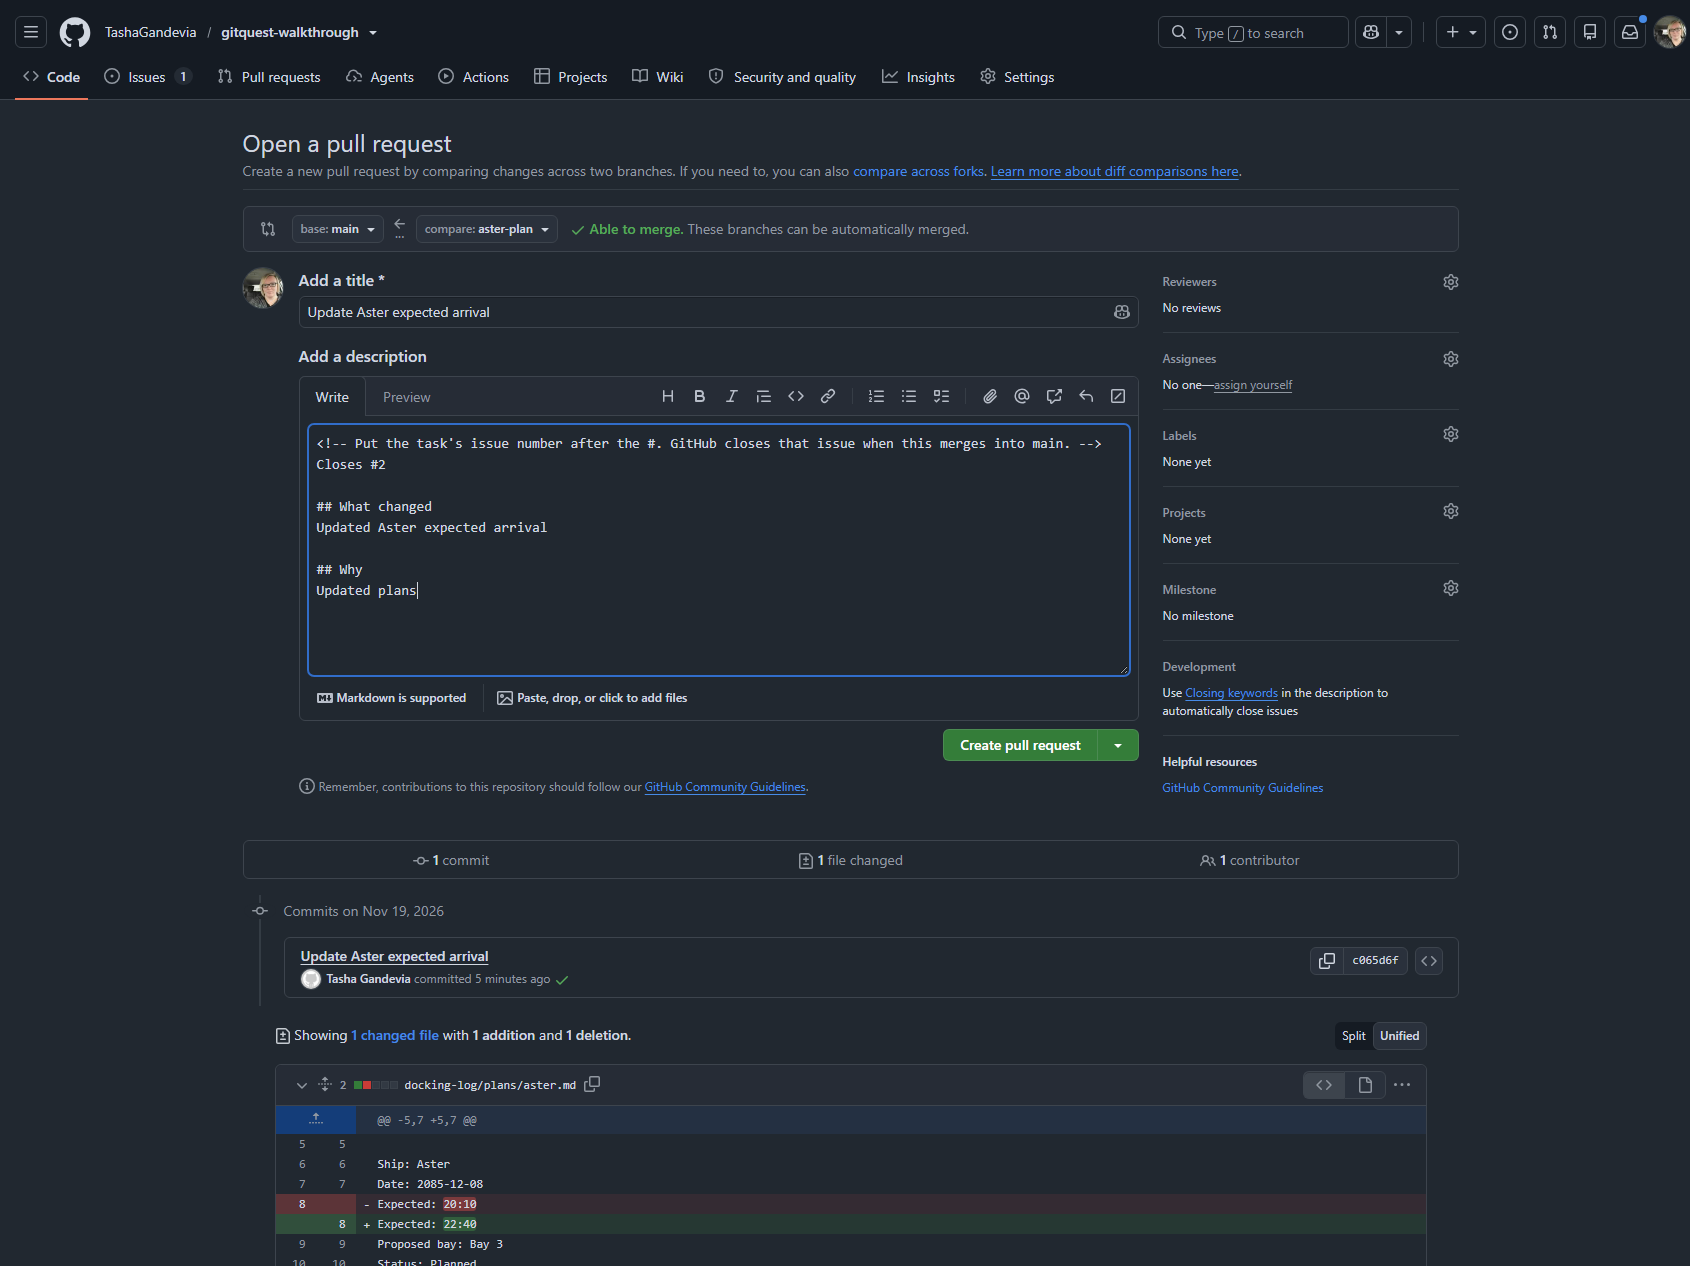 TashaGandevia / gitquest-walkthrough
Type / to search
Code
Issues 1
Pull requests
Agents
Actions
Projects
Wiki
Security and quality
Insights
Settings
Open a pull request
Create a new pull request by comparing changes across two branches. If you need to, you can also compare across forks. Learn more about diff comparisons here.
base: main
compare: aster-plan
Able to merge. These branches can be automatically merged.
Add a title *
Update Aster expected arrival
Add a description
Write
Preview
<!-- Put the task's issue number after the #. GitHub closes that issue when this merges into main. -->
Closes #2
## What changed
Updated Aster expected arrival
## Why
Updated plans
Markdown is supported
Paste, drop, or click to add files
Create pull request
Remember, contributions to this repository should follow our GitHub Community Guidelines.
Reviewers
No reviews
Assignees
No one—assign yourself
Labels
None yet
Projects
None yet
Milestone
No milestone
Development
Use Closing keywords in the description to
automatically close issues
Helpful resources
GitHub Community Guidelines
1 commit
1 file changed
1 contributor
Commits on Nov 19, 2026
Update Aster expected arrival
Tasha Gandevia committed 5 minutes ago
c065d6f
Showing 1 changed file with 1 addition and 1 deletion.
Split
Unified
2 docking-log/plans/aster.md
@@ -5,7 +5,7 @@
5 5
6 6 Ship: Aster
7 7 Date: 2085-12-08
8 - Expected: 20:10
8 + Expected: 22:40
9 9 Proposed bay: Bay 3
10 10 Status: Planned